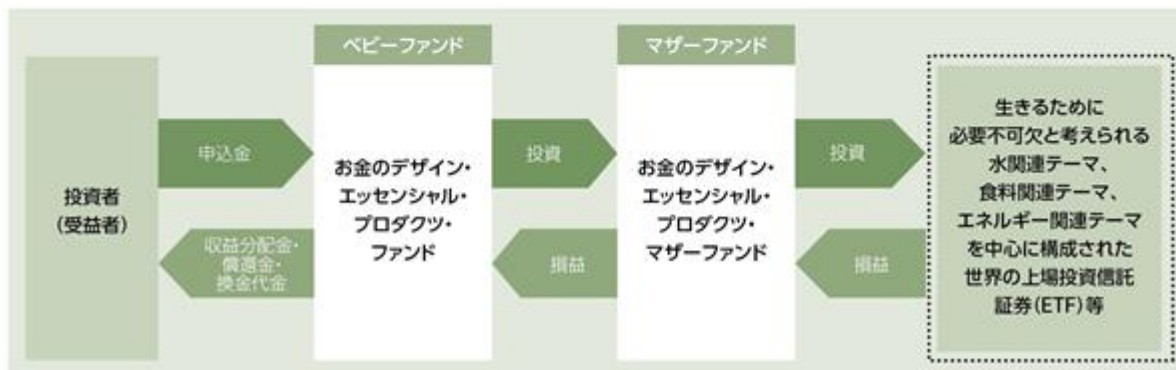 投資者
(受益者)
申込金
収益分配金・
償還金・
換金代金
ベビーファンド
お金のデザイン・
エッセンシャル・
プロダクツ・
ファンド
投資
損益
マザーファンド
お金のデザイン・
エッセンシャル・
プロダクツ・
マザーファンド
投資
損益
生きるために
必要不可欠と考えられる
水関連テーマ、
食料関連テーマ、
エネルギー関連テーマ
を中心に構成された
世界の上場投資信託
証券(ETF)等